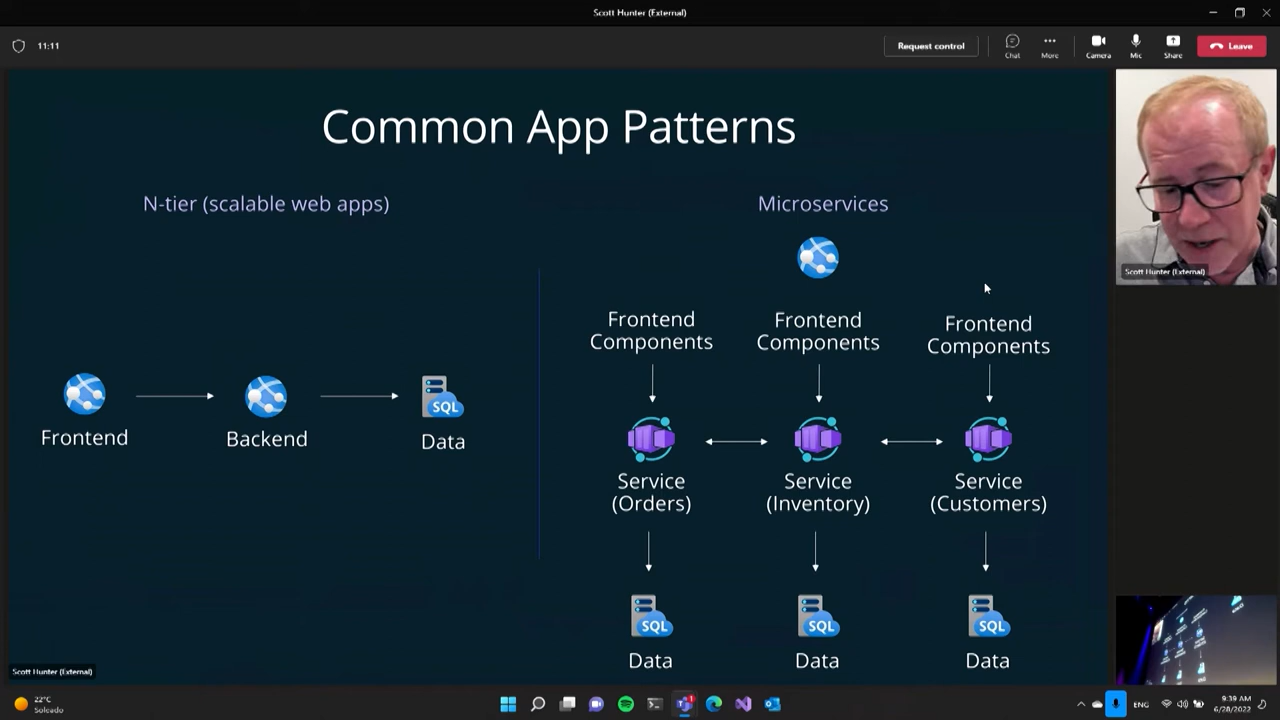 Scott Hunter (External)
11:11
Request control
Chat
More
Camera
Mic
Share
Leave
Common App Patterns
N-tier (scalable web apps)
Microservices
Frontend
Backend
SQL
Data
Frontend
Components
Frontend
Components
Frontend
Components
Service
(Orders)
Service
(Inventory)
Service
(Customers)
SQL
Data
SQL
Data
SQL
Data
Scott Hunter (External)
Scott Hunter (External)
22°C
Soleado
1
ENG
9:39 AM
6/28/2022